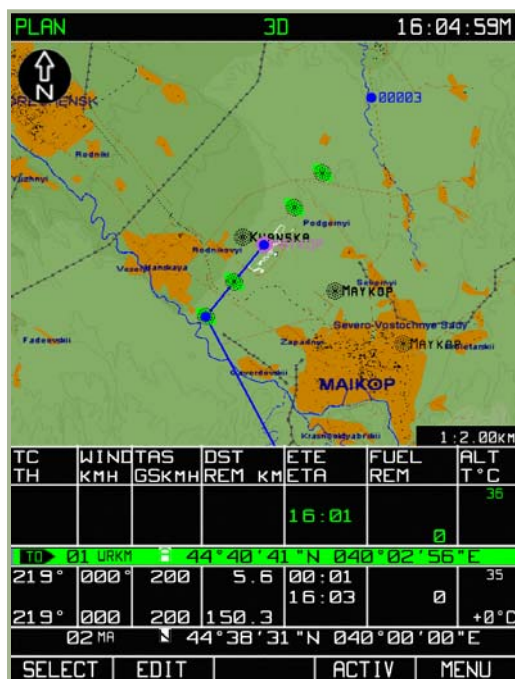 PLAN 3D 16:04:59M
N
00003
Rodniki
Podgornyi
KHANSKA
Rodnikovyi
MAYKOP
Severo-Vostochnye Sady
Zapadnyi
MAYKOP
Fadeevskii
Gaverdovskii
MAIKOP
1:2.00KM
TC WIND TAS DST ETE FUEL ALT
TH KMH GSKMH REM KM ETA REM T°C
36
16:01
0
TO 01 URKM 44°40'41"N 040°02'56"E
219° 000° 200 5.6 00:01 35
16:03 0
219° 000 200 150.3 +0°C
02 MA 44°38'31"N 040°00'00"E
SELECT EDIT ACTIV MENU